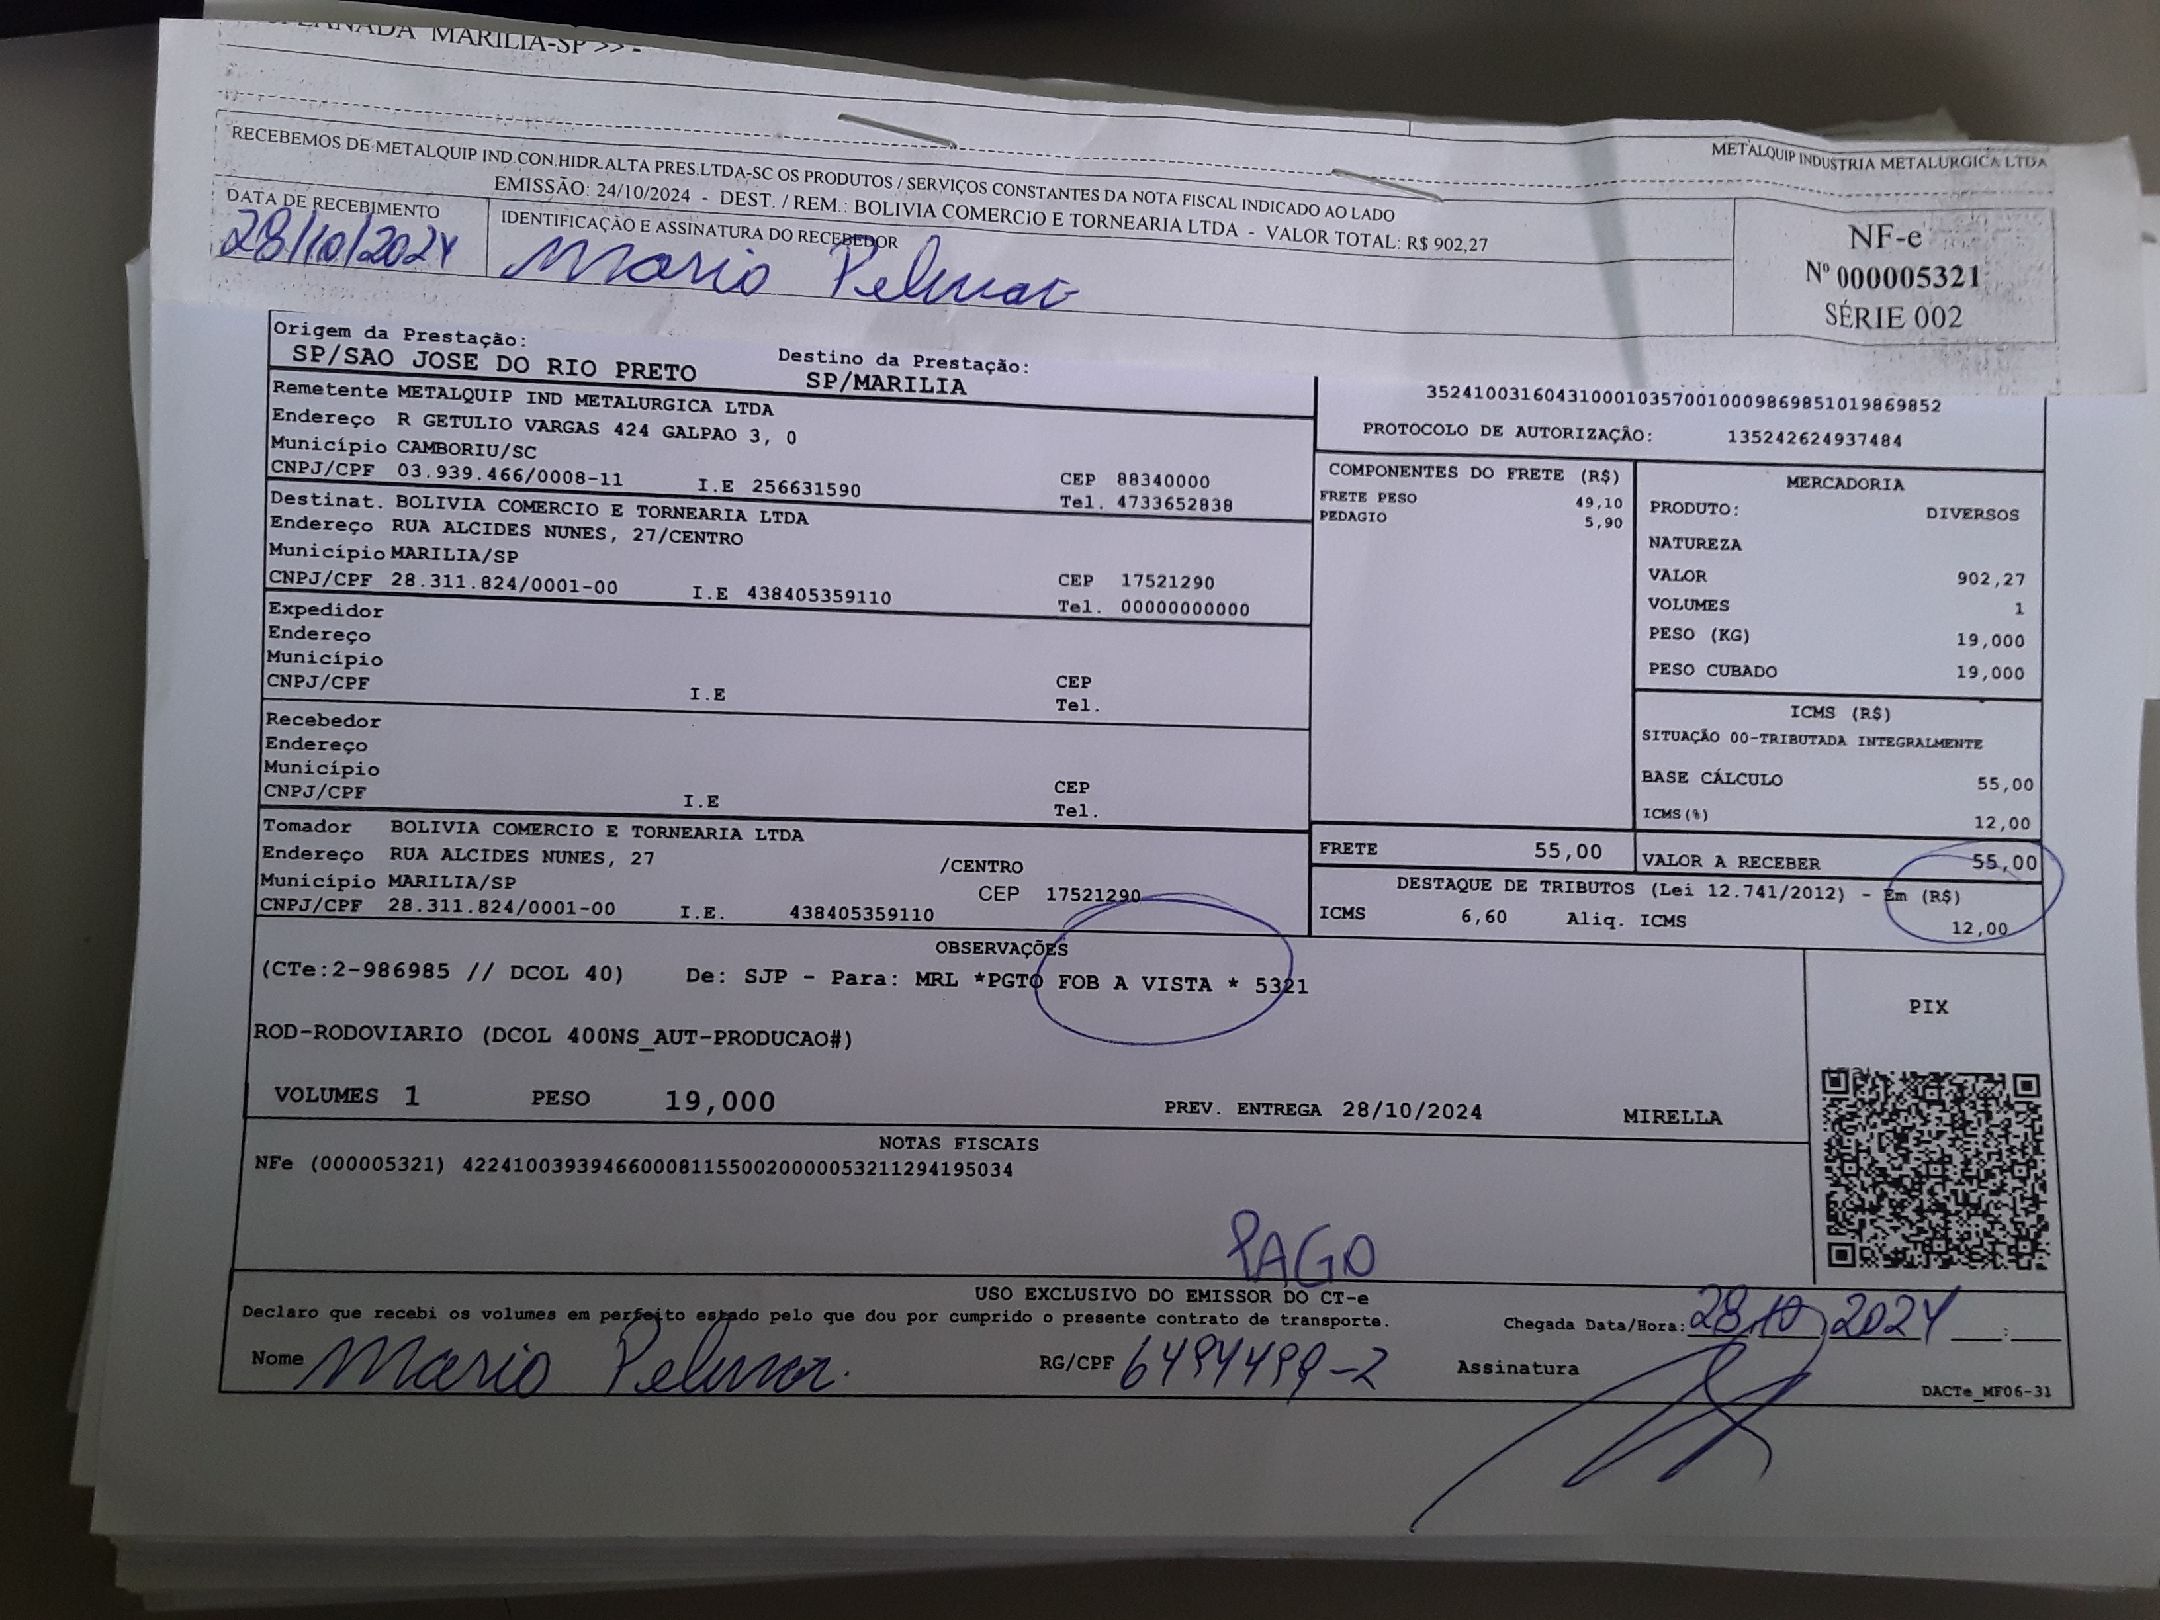 MARILIA-SP >> -
METALQUIP INDUSTRIA METALURGICA LTDA
RECEBEMOS DE METALQUIP IND.CON.HIDR.ALTA PRES.LTDA-SC OS PRODUTOS / SERVIÇOS CONSTANTES DA NOTA FISCAL INDICADO AO LADO
EMISSÃO: 24/10/2024 - DEST. / REM.: BOLIVIA COMERCIO E TORNEARIA LTDA - VALOR TOTAL: R$ 902,27
DATA DE RECEBIMENTO
28/10/2024
IDENTIFICAÇÃO E ASSINATURA DO RECEBEDOR
Mario
NF-e
Nº 000005321
SÉRIE 002
Origem da Prestação:
SP/SAO JOSE DO RIO PRETO
Destino da Prestação:
SP/MARILIA
Remetente METALQUIP IND METALURGICA LTDA
Endereço R GETULIO VARGAS 424 GALPAO 3, 0
Município CAMBORIU/SC CEP 88340000
CNPJ/CPF 03.939.466/0008-11 I.E 256631590 Tel. 4733652838
Destinat. BOLIVIA COMERCIO E TORNEARIA LTDA
Endereço RUA ALCIDES NUNES, 27/CENTRO
Município MARILIA/SP CEP 17521290
CNPJ/CPF 28.311.824/0001-00 I.E 438405359110 Tel. 00000000000
Expedidor
Endereço
Município CEP
CNPJ/CPF I.E Tel.
Recebedor
Endereço
Município CEP
CNPJ/CPF I.E Tel.
Tomador BOLIVIA COMERCIO E TORNEARIA LTDA
Endereço RUA ALCIDES NUNES, 27 /CENTRO
Município MARILIA/SP CEP 17521290
CNPJ/CPF 28.311.824/0001-00 I.E. 438405359110
35241003160431000103570010009869851019869852
PROTOCOLO DE AUTORIZAÇÃO: 135242624937484
COMPONENTES DO FRETE (R$)
FRETE PESO 49,10
PEDAGIO 5,90
MERCADORIA
PRODUTO: DIVERSOS
NATUREZA
VALOR 902,27
VOLUMES 1
PESO (KG) 19,000
PESO CUBADO 19,000
ICMS (R$)
SITUAÇÃO 00-TRIBUTADA INTEGRALMENTE
BASE CÁLCULO 55,00
ICMS(%) 12,00
FRETE 55,00
VALOR A RECEBER 55,00
DESTAQUE DE TRIBUTOS (Lei 12.741/2012) - Em (R$)
ICMS 6,60 Aliq. ICMS 12,00
OBSERVAÇÕES
(CTe:2-986985 // DCOL 40) De: SJP - Para: MRL *PGTO FOB A VISTA * 5321
ROD-RODOVIARIO (DCOL 400NS_AUT-PRODUCAO#)
VOLUMES 1 PESO 19,000 PREV. ENTREGA 28/10/2024 MIRELLA
PIX
NOTAS FISCAIS
NFe (000005321) 42241003939466000811550020000053211294195034
PAGO
USO EXCLUSIVO DO EMISSOR DO CT-e
Declaro que recebi os volumes em perfeito estado pelo que dou por cumprido o presente contrato de transporte. Chegada Data/Hora: 28/10/2024 __:__
Nome Mario RG/CPF 6494499-2 Assinatura
DACTe_MF06-31